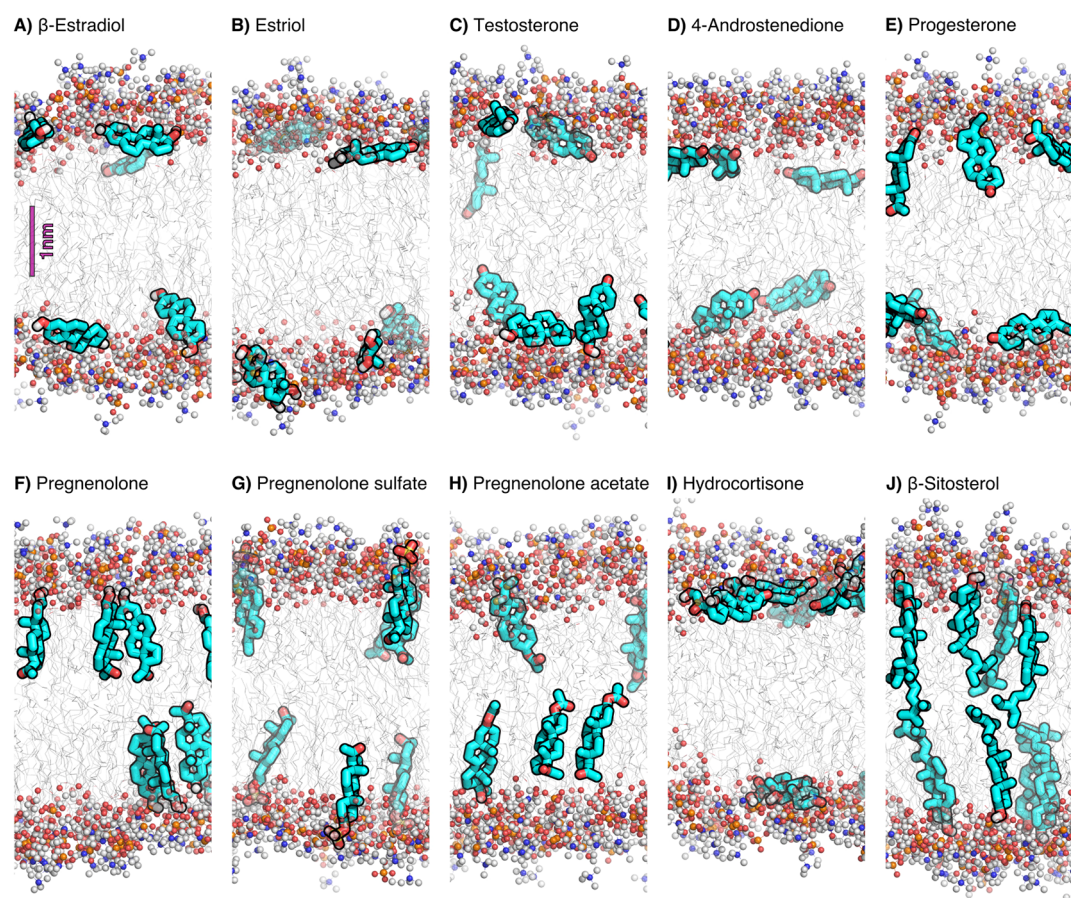 A) β-Estradiol
B) Estriol
C) Testosterone
D) 4-Androstenedione
E) Progesterone
1nm
F) Pregnenolone
G) Pregnenolone sulfate
H) Pregnenolone acetate
I) Hydrocortisone
J) β-Sitosterol